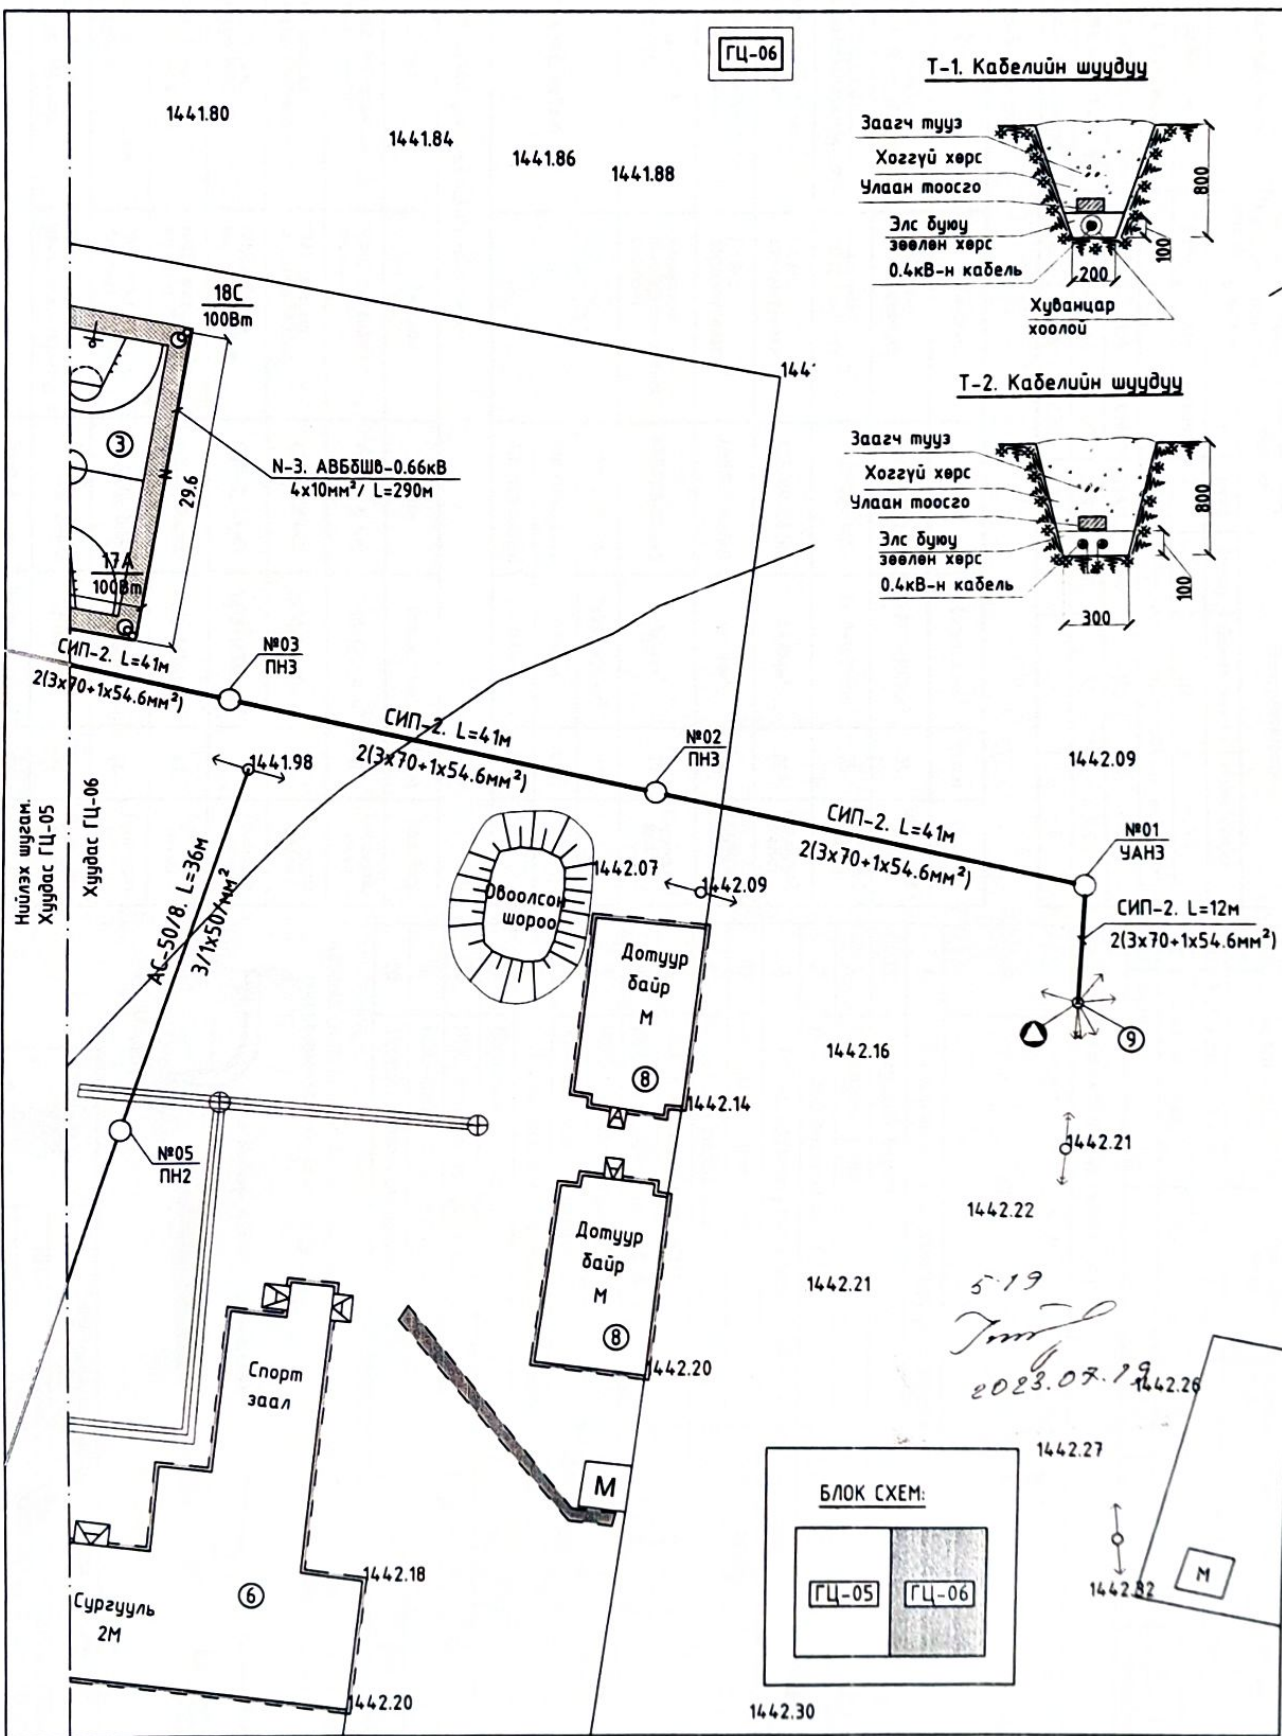 ГЦ-06
Т-1. Кабелийн шуудуу
Заагч тууз
Хоггүй хөрс
Улаан тоосго
Элс буюу
зөөлөн хөрс
0.4кВ-н кабель
Хуванцар
хоолой
800
100
200
Т-2. Кабелийн шуудуу
Заагч тууз
Хоггүй хөрс
Улаан тоосго
Элс буюу
зөөлөн хөрс
0.4кВ-н кабель
800
100
300
1441.80
1441.84
1441.86
1441.88
144
18С
100Вт
3
29.6
N-3. АВБбШв-0.66кВ
4х10мм²/ L=290м
17А
100Вт
СИП-2. L=41м
2(3х70+1х54.6мм²)
№03
ПН3
СИП-2. L=41м
2(3х70+1х54.6мм²)
№02
ПН3
СИП-2. L=41м
2(3х70+1х54.6мм²)
1442.09
№01
УАН3
СИП-2. L=12м
2(3х70+1х54.6мм²)
9
1441.98
Нийлэх шугам.
Хуудас ГЦ-05
Хуудас ГЦ-06
АС-50/8. L=36м
3/1х50/мм²
1442.07
1442.09
Овоолсон
шороо
Дотуур
байр
М
8
1442.14
1442.16
1442.21
1442.22
1442.21
№05
ПН2
Дотуур
байр
М
8
1442.20
5.19
2023.07.19
1442.26
1442.27
Спорт
заал
М
БЛОК СХЕМ:
ГЦ-05
ГЦ-06
М
1442.32
1442.18
6
Сургууль
2М
1442.20
1442.30